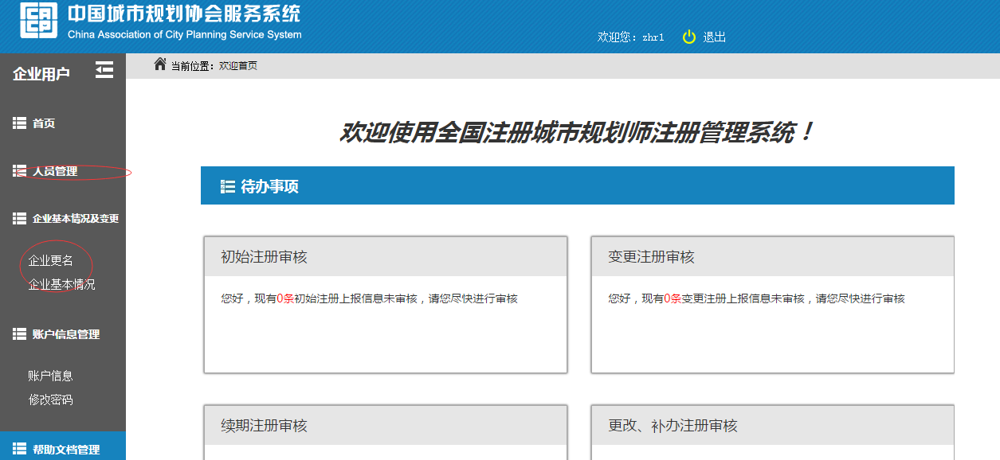 中国城市规划协会服务系统
China Association of City Planning Service System
欢迎您：zhr1 退出
企业用户
当前位置：欢迎首页
首页
人员管理
企业基本情况及变更
企业更名
企业基本情况
账户信息管理
账户信息
修改密码
帮助文档管理
欢迎使用全国注册城市规划师注册管理系统！
待办事项
初始注册审核
您好，现有0条初始注册上报信息未审核，请您尽快进行审核
变更注册审核
您好，现有0条变更注册上报信息未审核，请您尽快进行审核
续期注册审核
更改、补办注册审核